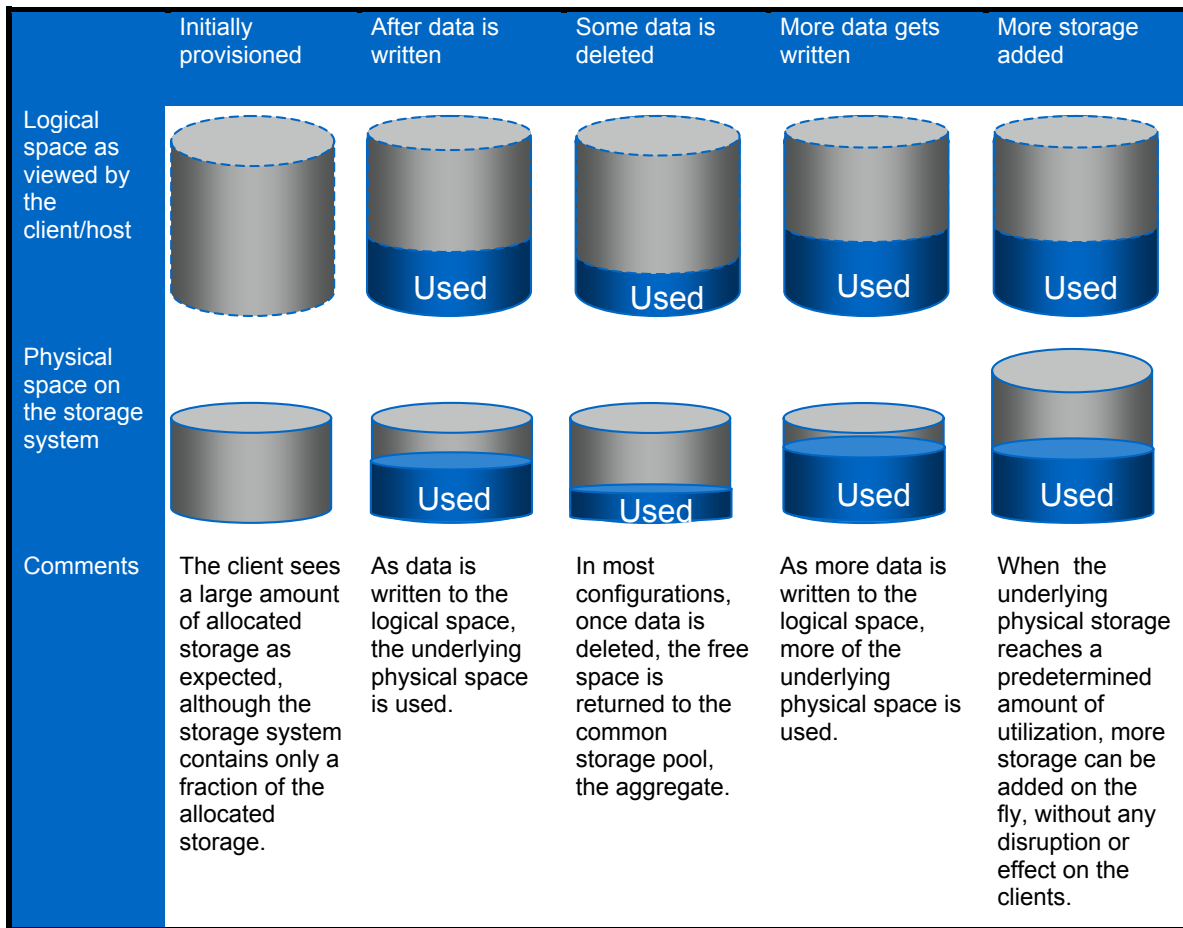 Initially
provisioned
After data is
written
Some data is
deleted
More data gets
written
More storage
added
Logical
space as
viewed by
the
client/host
Used
Used
Used
Used
Physical
space on
the storage
system
Used
Used
Used
Used
Comments
The client sees
a large amount
of allocated
storage as
expected,
although the
storage system
contains only a
fraction of the
allocated
storage.
As data is
written to the
logical space,
the underlying
physical space
is used.
In most
configurations,
once data is
deleted, the free
space is
returned to the
common
storage pool,
the aggregate.
As more data is
written to the
logical space,
more of the
underlying
physical space is
used.
When the
underlying
physical storage
reaches a
predetermined
amount of
utilization, more
storage can be
added on the
fly, without any
disruption or
effect on the
clients.